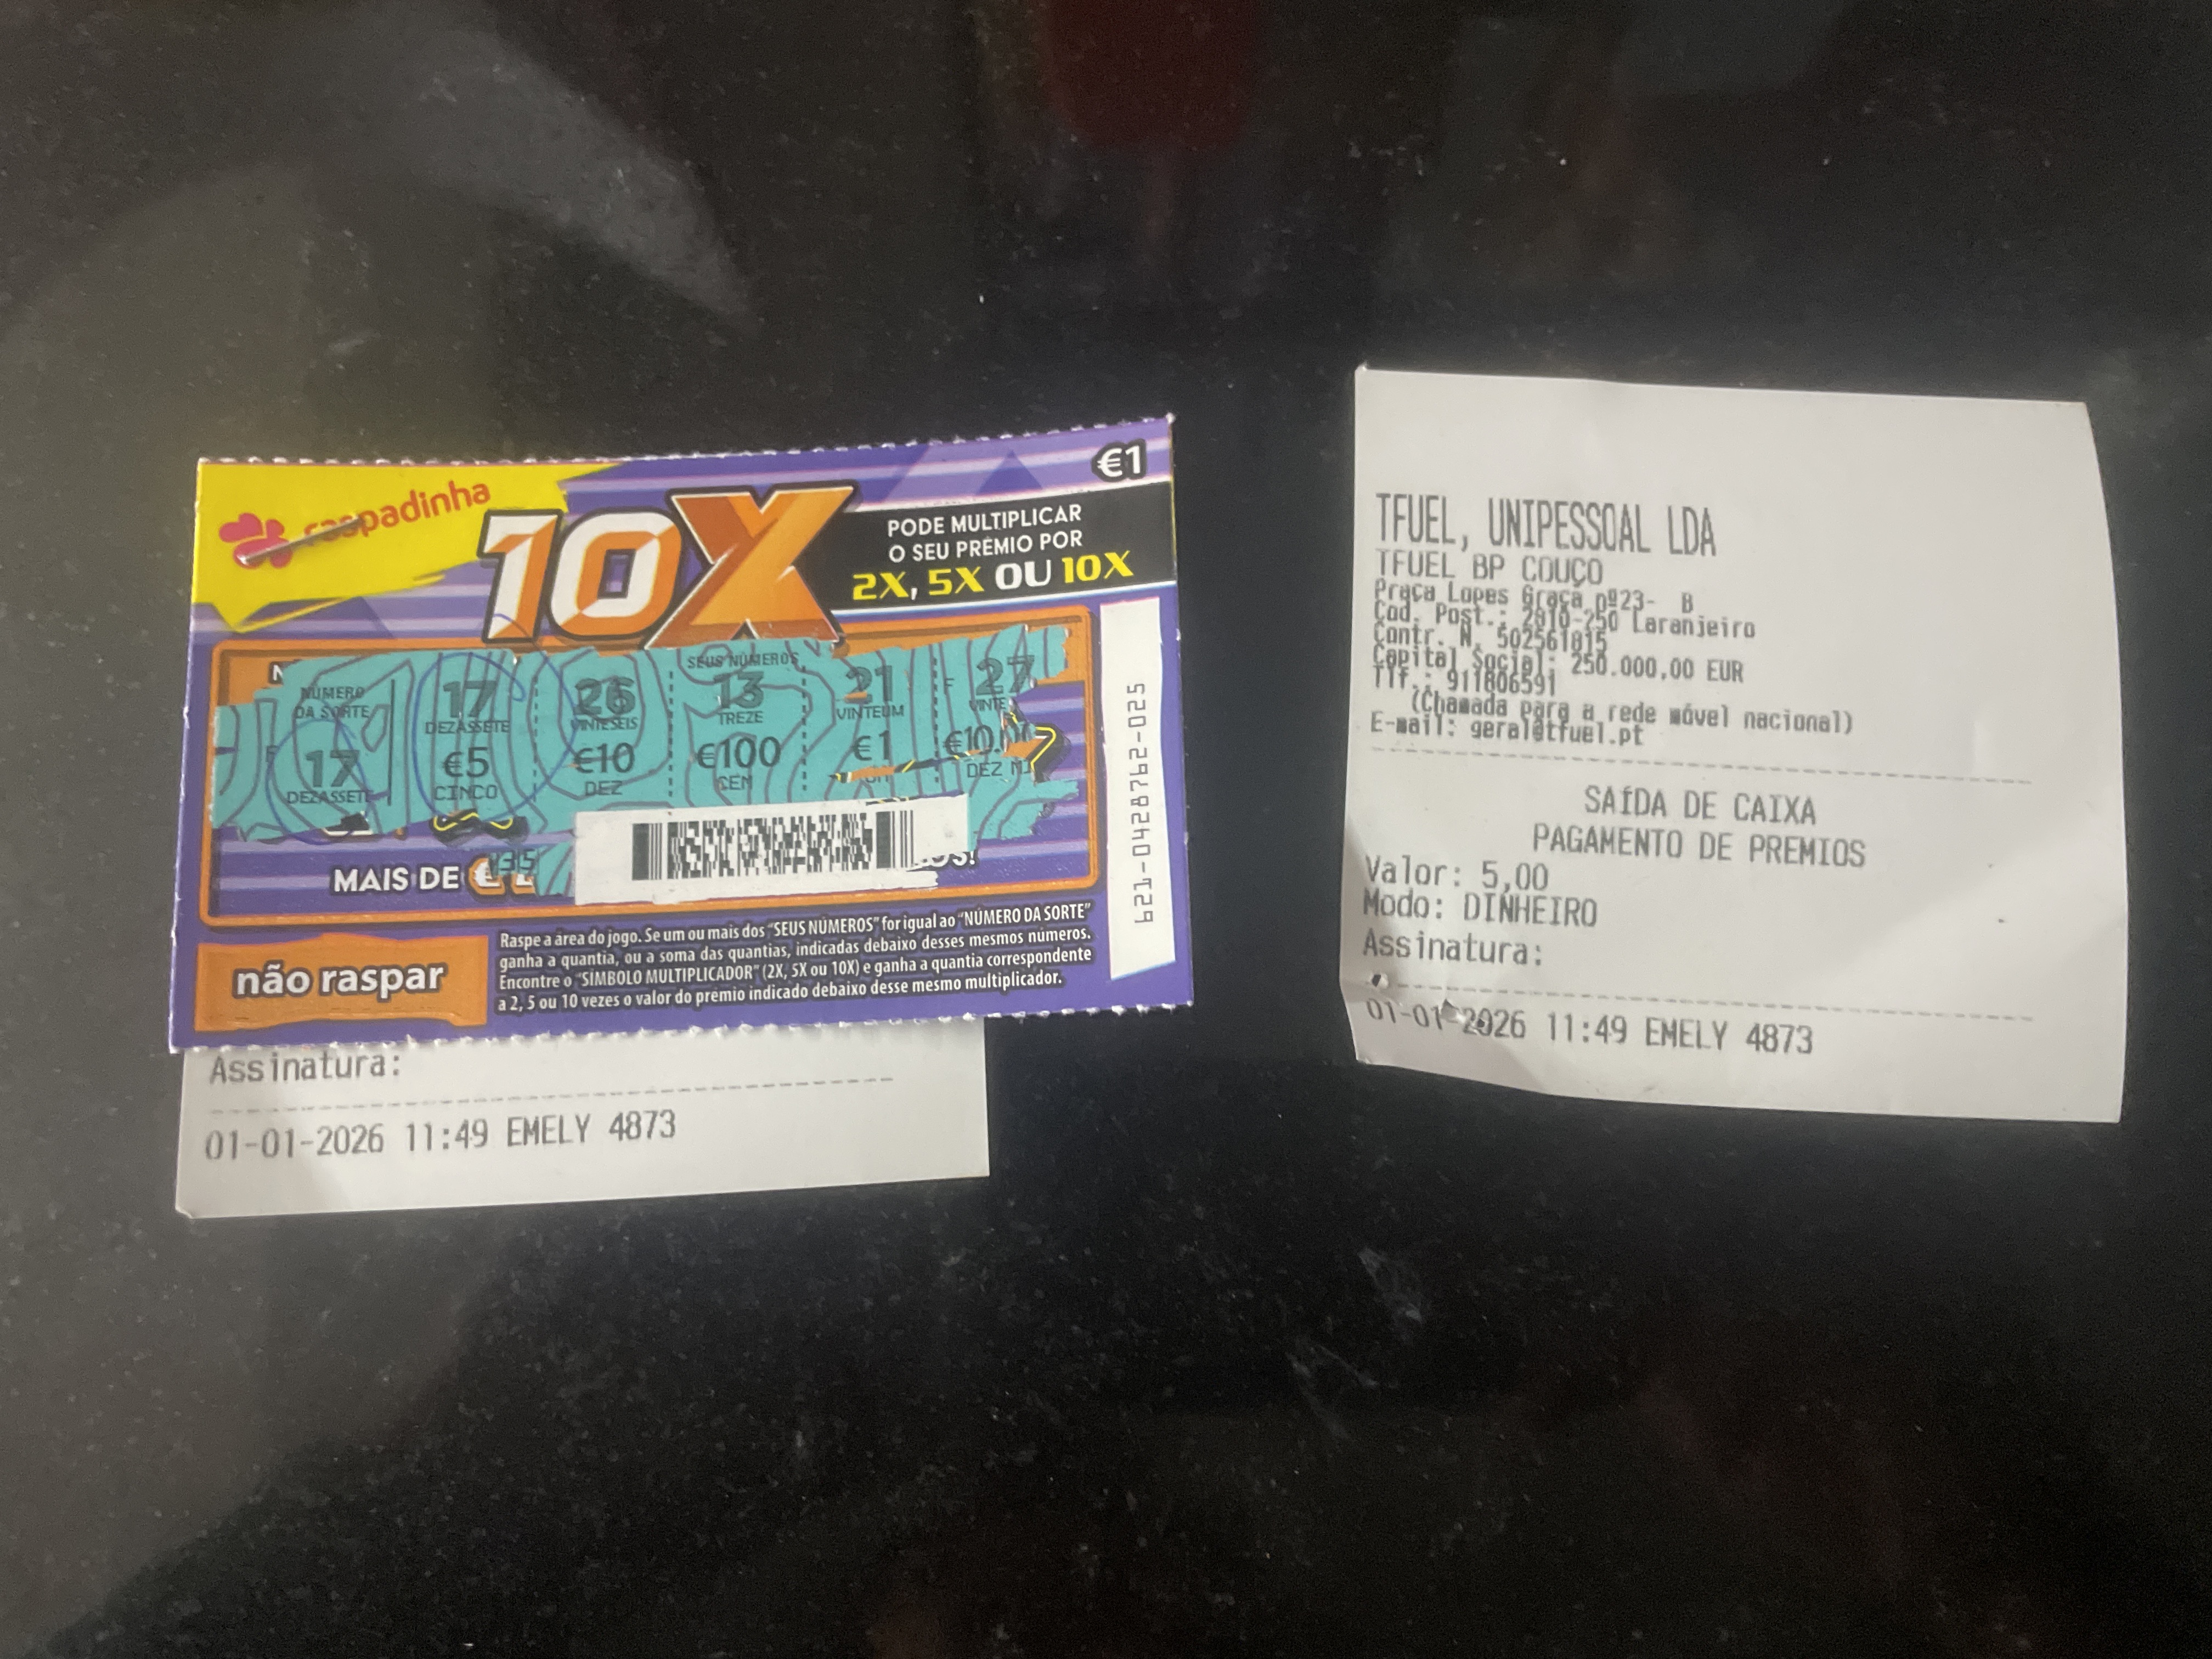 raspadinha
10X
€1
PODE MULTIPLICAR
O SEU PRÉMIO POR
2X, 5X OU 10X
N
SEUS NÚMEROS
NÚMERO
DA SORTE
17
DEZASSETE
17
DEZASSETE
€5
CINCO
26
VINTESEIS
€10
DEZ
13
TREZE
€100
CEM
21
VINTEUM
€1
UM
27
VINTE
€10.
DEZ MI
MAIS DE €
OS!
621-0428762-025
não raspar
Raspe a área do jogo. Se um ou mais dos "SEUS NÚMEROS" for igual ao "NÚMERO DA SORTE"
ganha a quantia, ou a soma das quantias, indicadas debaixo desses mesmos números.
Encontre o "SÍMBOLO MULTIPLICADOR" (2X, 5X ou 10X) e ganha a quantia correspondente
a 2, 5 ou 10 vezes o valor do prémio indicado debaixo desse mesmo multiplicador.
Assinatura:
01-01-2026 11:49 EMELY 4873
TFUEL, UNIPESSOAL LDA
TFUEL BP COUÇO
Praça Lopes Graça nº23- B
Cod. Post.: 2810-250 Laranjeiro
Contr. N. 502561815
Capital Social: 250.000,00 EUR
Tlf.: 911806591
(Chamada para a rede móvel nacional)
E-mail: geral@tfuel.pt
SAÍDA DE CAIXA
PAGAMENTO DE PREMIOS
Valor: 5,00
Modo: DINHEIRO
Assinatura:
01-01-2026 11:49 EMELY 4873